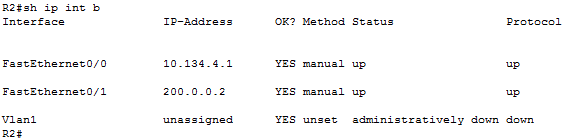 R2#sh ip int b
Interface IP-Address OK? Method Status Protocol
FastEthernet0/0 10.134.4.1 YES manual up up
FastEthernet0/1 200.0.0.2 YES manual up up
Vlan1 unassigned YES unset administratively down down
R2#